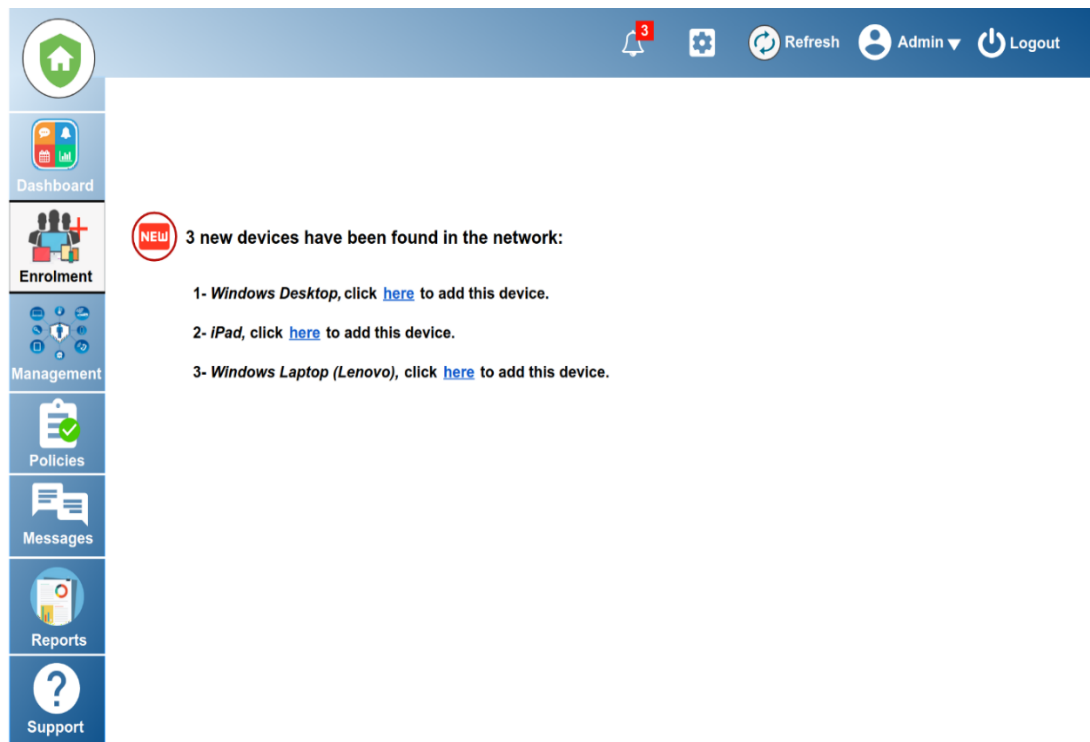 3
Refresh
Admin
Logout
Dashboard
Enrolment
Management
Policies
Messages
Reports
? Support
NEW 3 new devices have been found in the network:
1- Windows Desktop, click here to add this device.
2- iPad, click here to add this device.
3- Windows Laptop (Lenovo), click here to add this device.